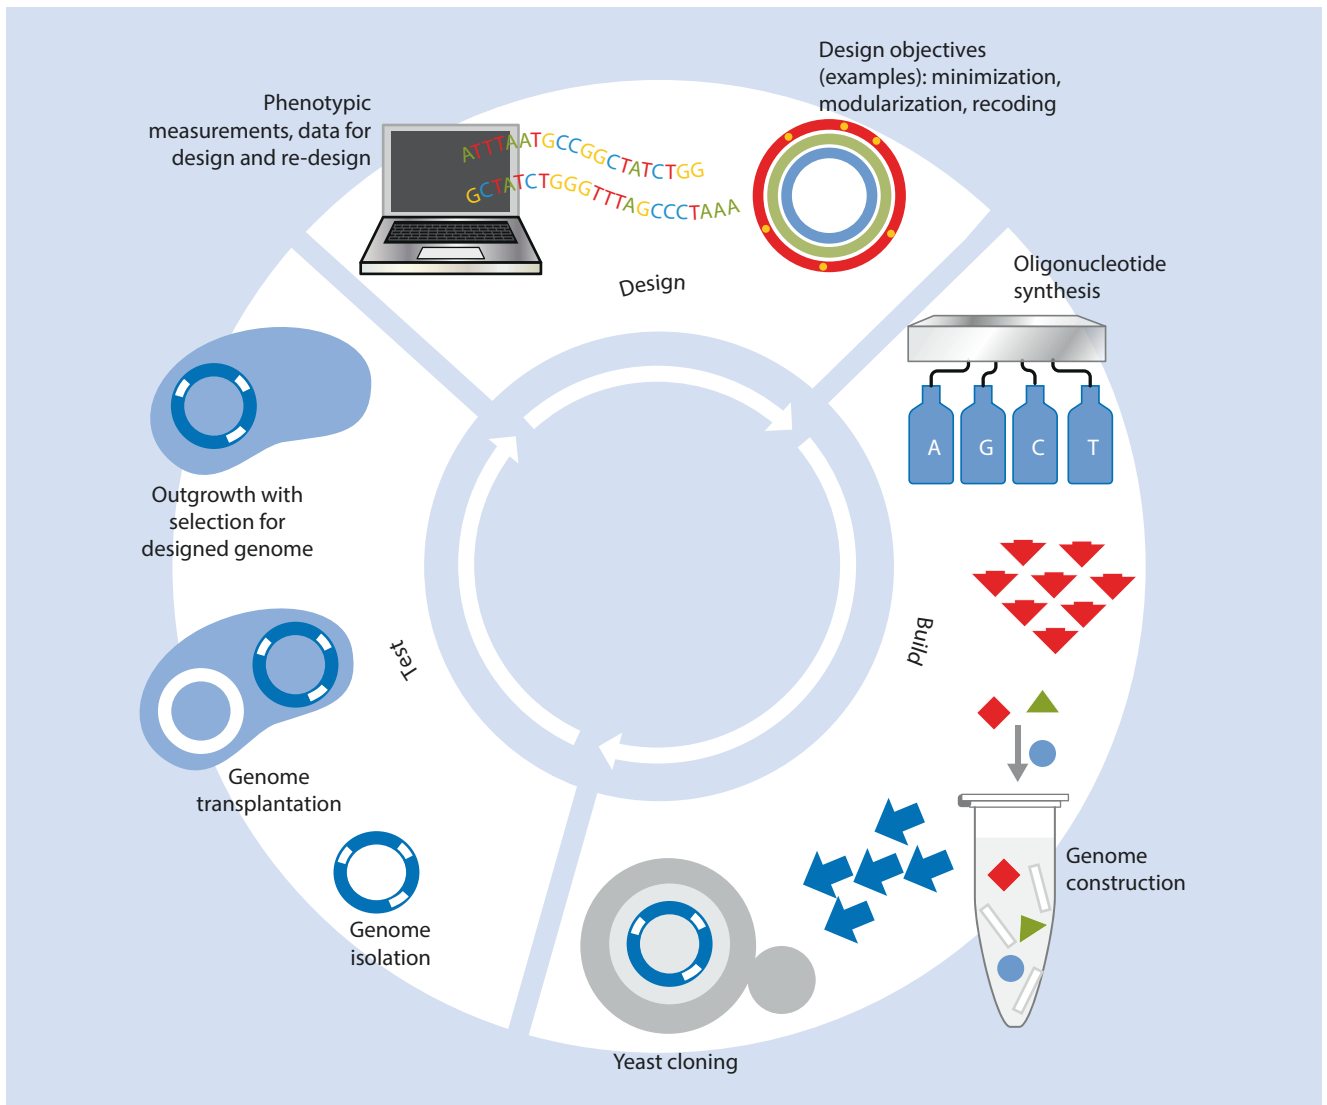 Design objectives
(examples): minimization,
modularization, recoding
Phenotypic
measurements, data for
design and re-design
ATTTAATGCCGGCTATCTGG
GCTATCTGGGTTTAGCCCTAAA
Design
Oligonucleotide
synthesis
A G C T
Build
Genome
construction
Yeast cloning
Genome
isolation
Genome
transplantation
Test
Outgrowth with
selection for
designed genome